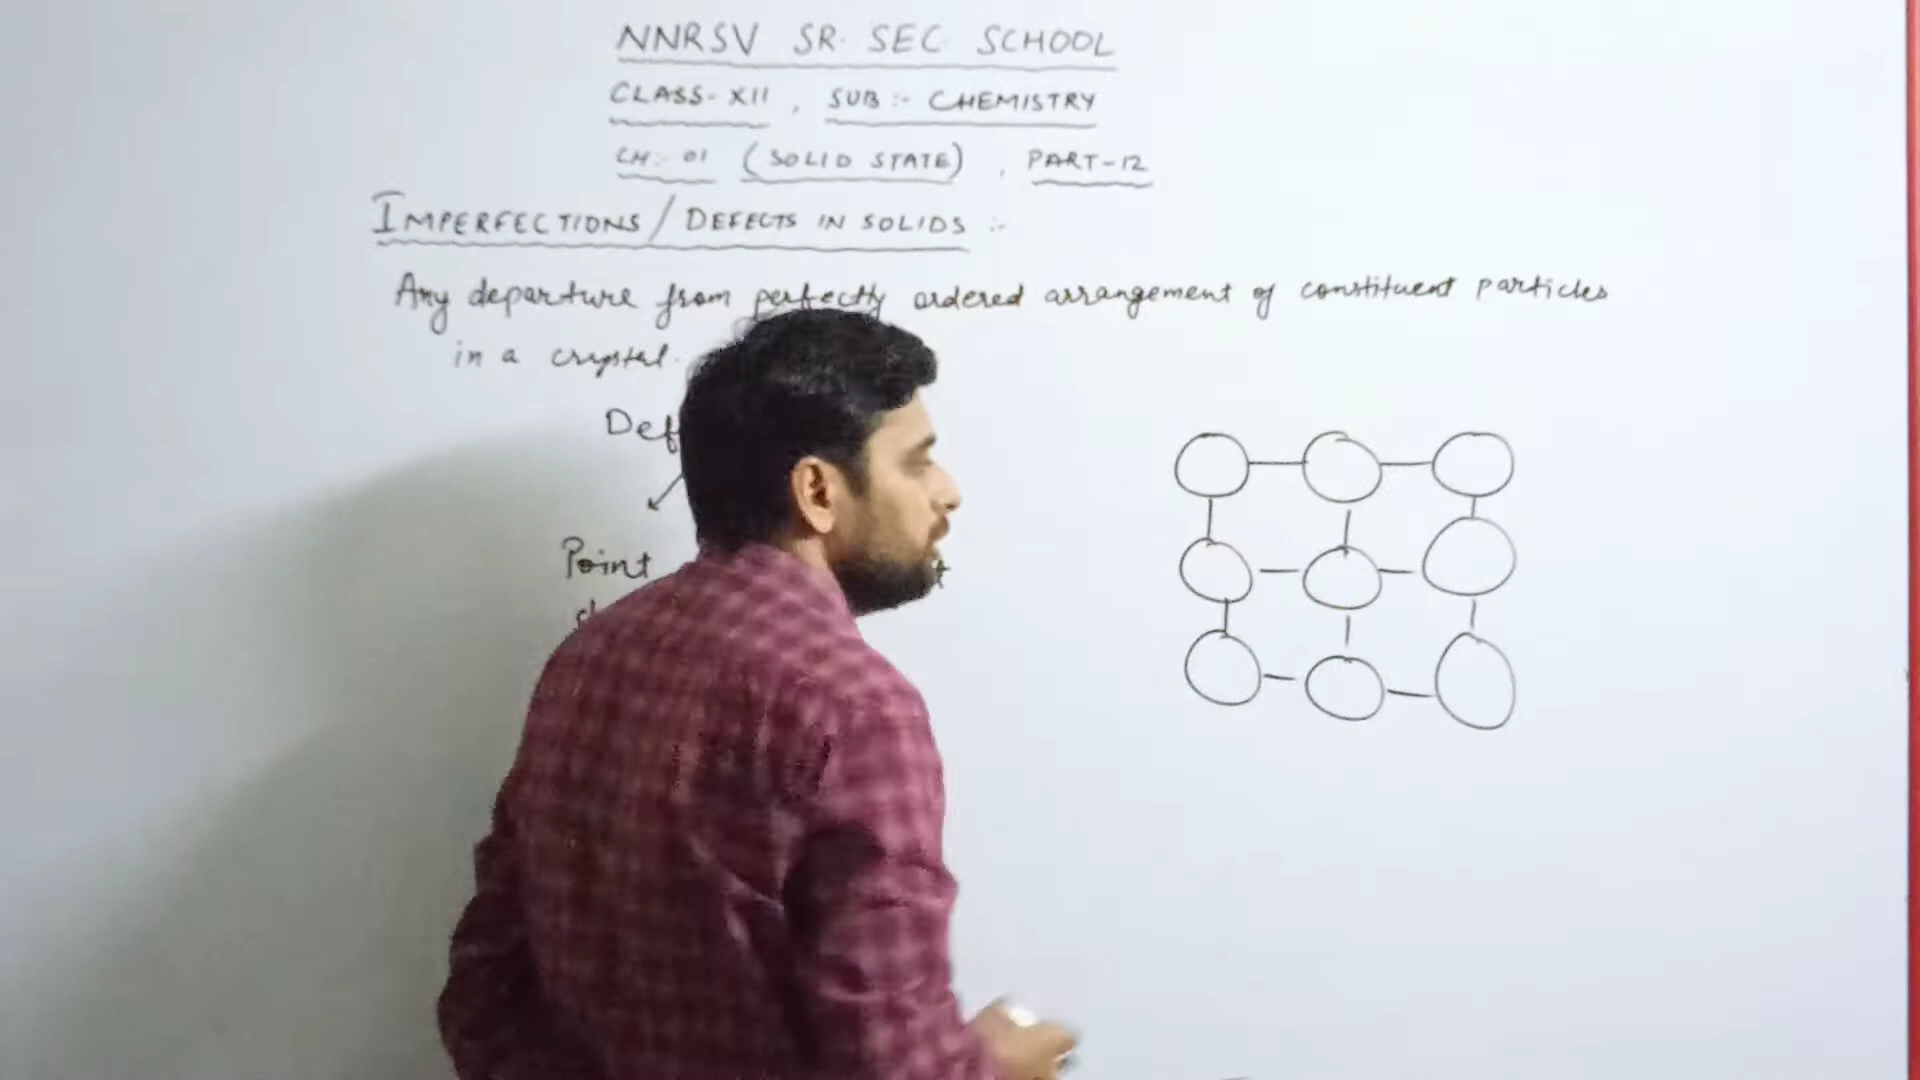 NNRSV SR. SEC. SCHOOL
CLASS-XII, SUB:- CHEMISTRY
CH:- 01 (SOLID STATE), PART-12
IMPERFECTIONS / DEFECTS IN SOLIDS :-
Any departure from perfectly ordered arrangement of constituent particles
in a crystal.
Def
Point